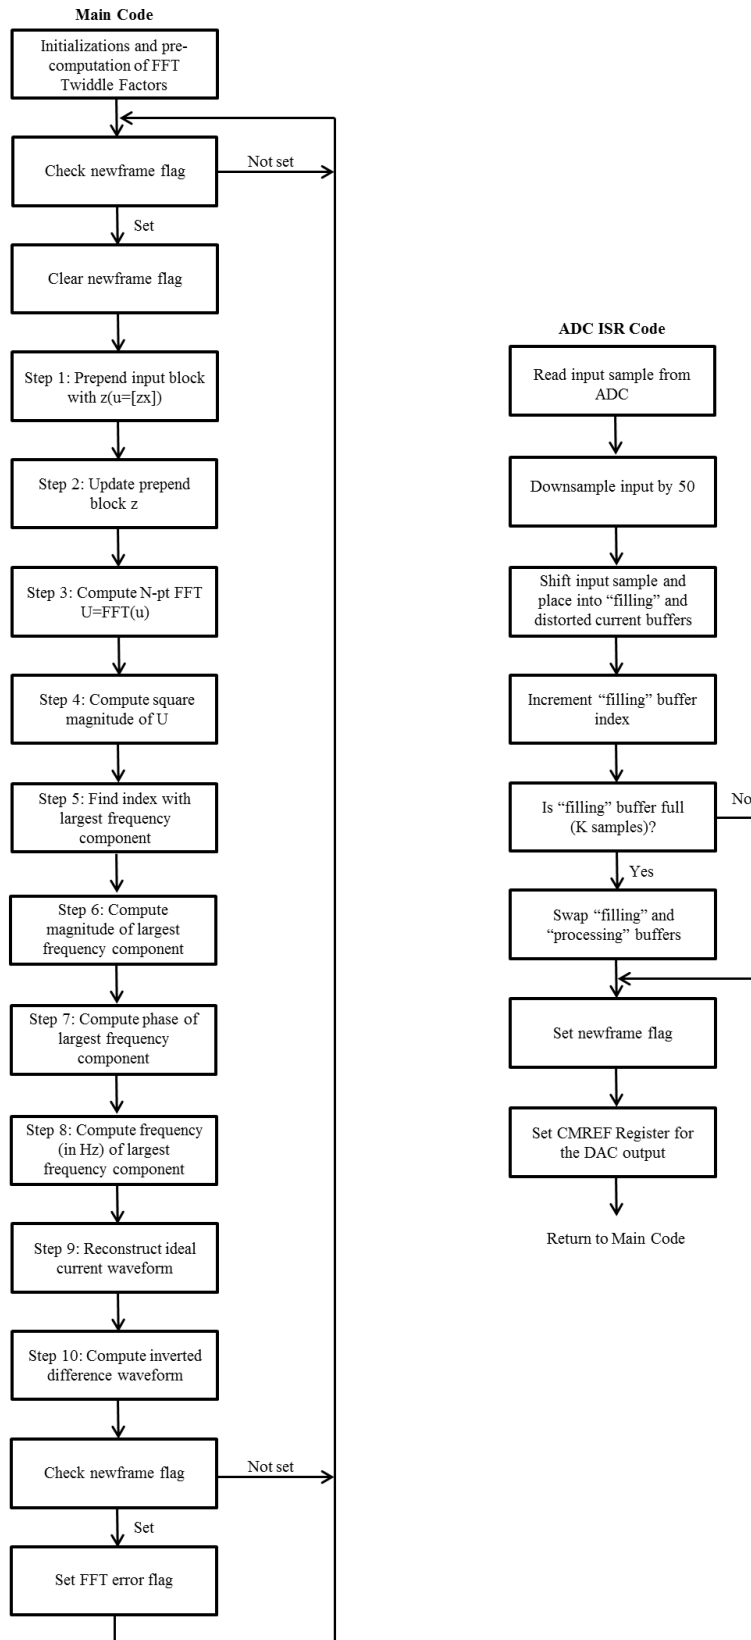 Main Code
Initializations and pre-
computation of FFT
Twiddle Factors
Check newframe flag
Not set
Set
Clear newframe flag
Step 1: Prepend input block
with z(u=[zx])
Step 2: Update prepend
block z
Step 3: Compute N-pt FFT
U=FFT(u)
Step 4: Compute square
magnitude of U
Step 5: Find index with
largest frequency
component
Step 6: Compute
magnitude of largest
frequency component
Step 7: Compute phase of
largest frequency
component
Step 8: Compute frequency
(in Hz) of largest
frequency component
Step 9: Reconstruct ideal
current waveform
Step 10: Compute inverted
difference waveform
Check newframe flag
Not set
Set
Set FFT error flag
ADC ISR Code
Read input sample from
ADC
Downsample input by 50
Shift input sample and
place into “filling” and
distorted current buffers
Increment “filling” buffer
index
Is “filling” buffer full
(K samples)?
No
Yes
Swap “filling” and
“processing” buffers
Set newframe flag
Set CMREF Register for
the DAC output
Return to Main Code